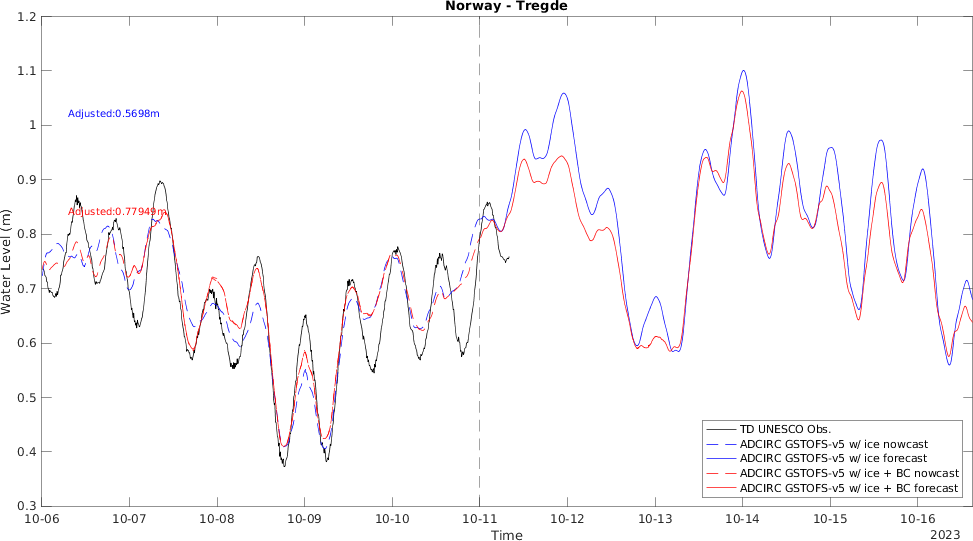 Norway - Tregde
1.2
1.1
1
0.9
0.8
0.7
0.6
0.5
0.4
0.3
Water Level (m)
Adjusted:0.5698m
Adjusted:0.77949m
TD UNESCO Obs.
ADCIRC GSTOFS-v5 w/ ice nowcast
ADCIRC GSTOFS-v5 w/ ice forecast
ADCIRC GSTOFS-v5 w/ ice + BC nowcast
ADCIRC GSTOFS-v5 w/ ice + BC forecast
10-06 10-07 10-08 10-09 10-10 10-11 10-12 10-13 10-14 10-15 10-16
Time
2023